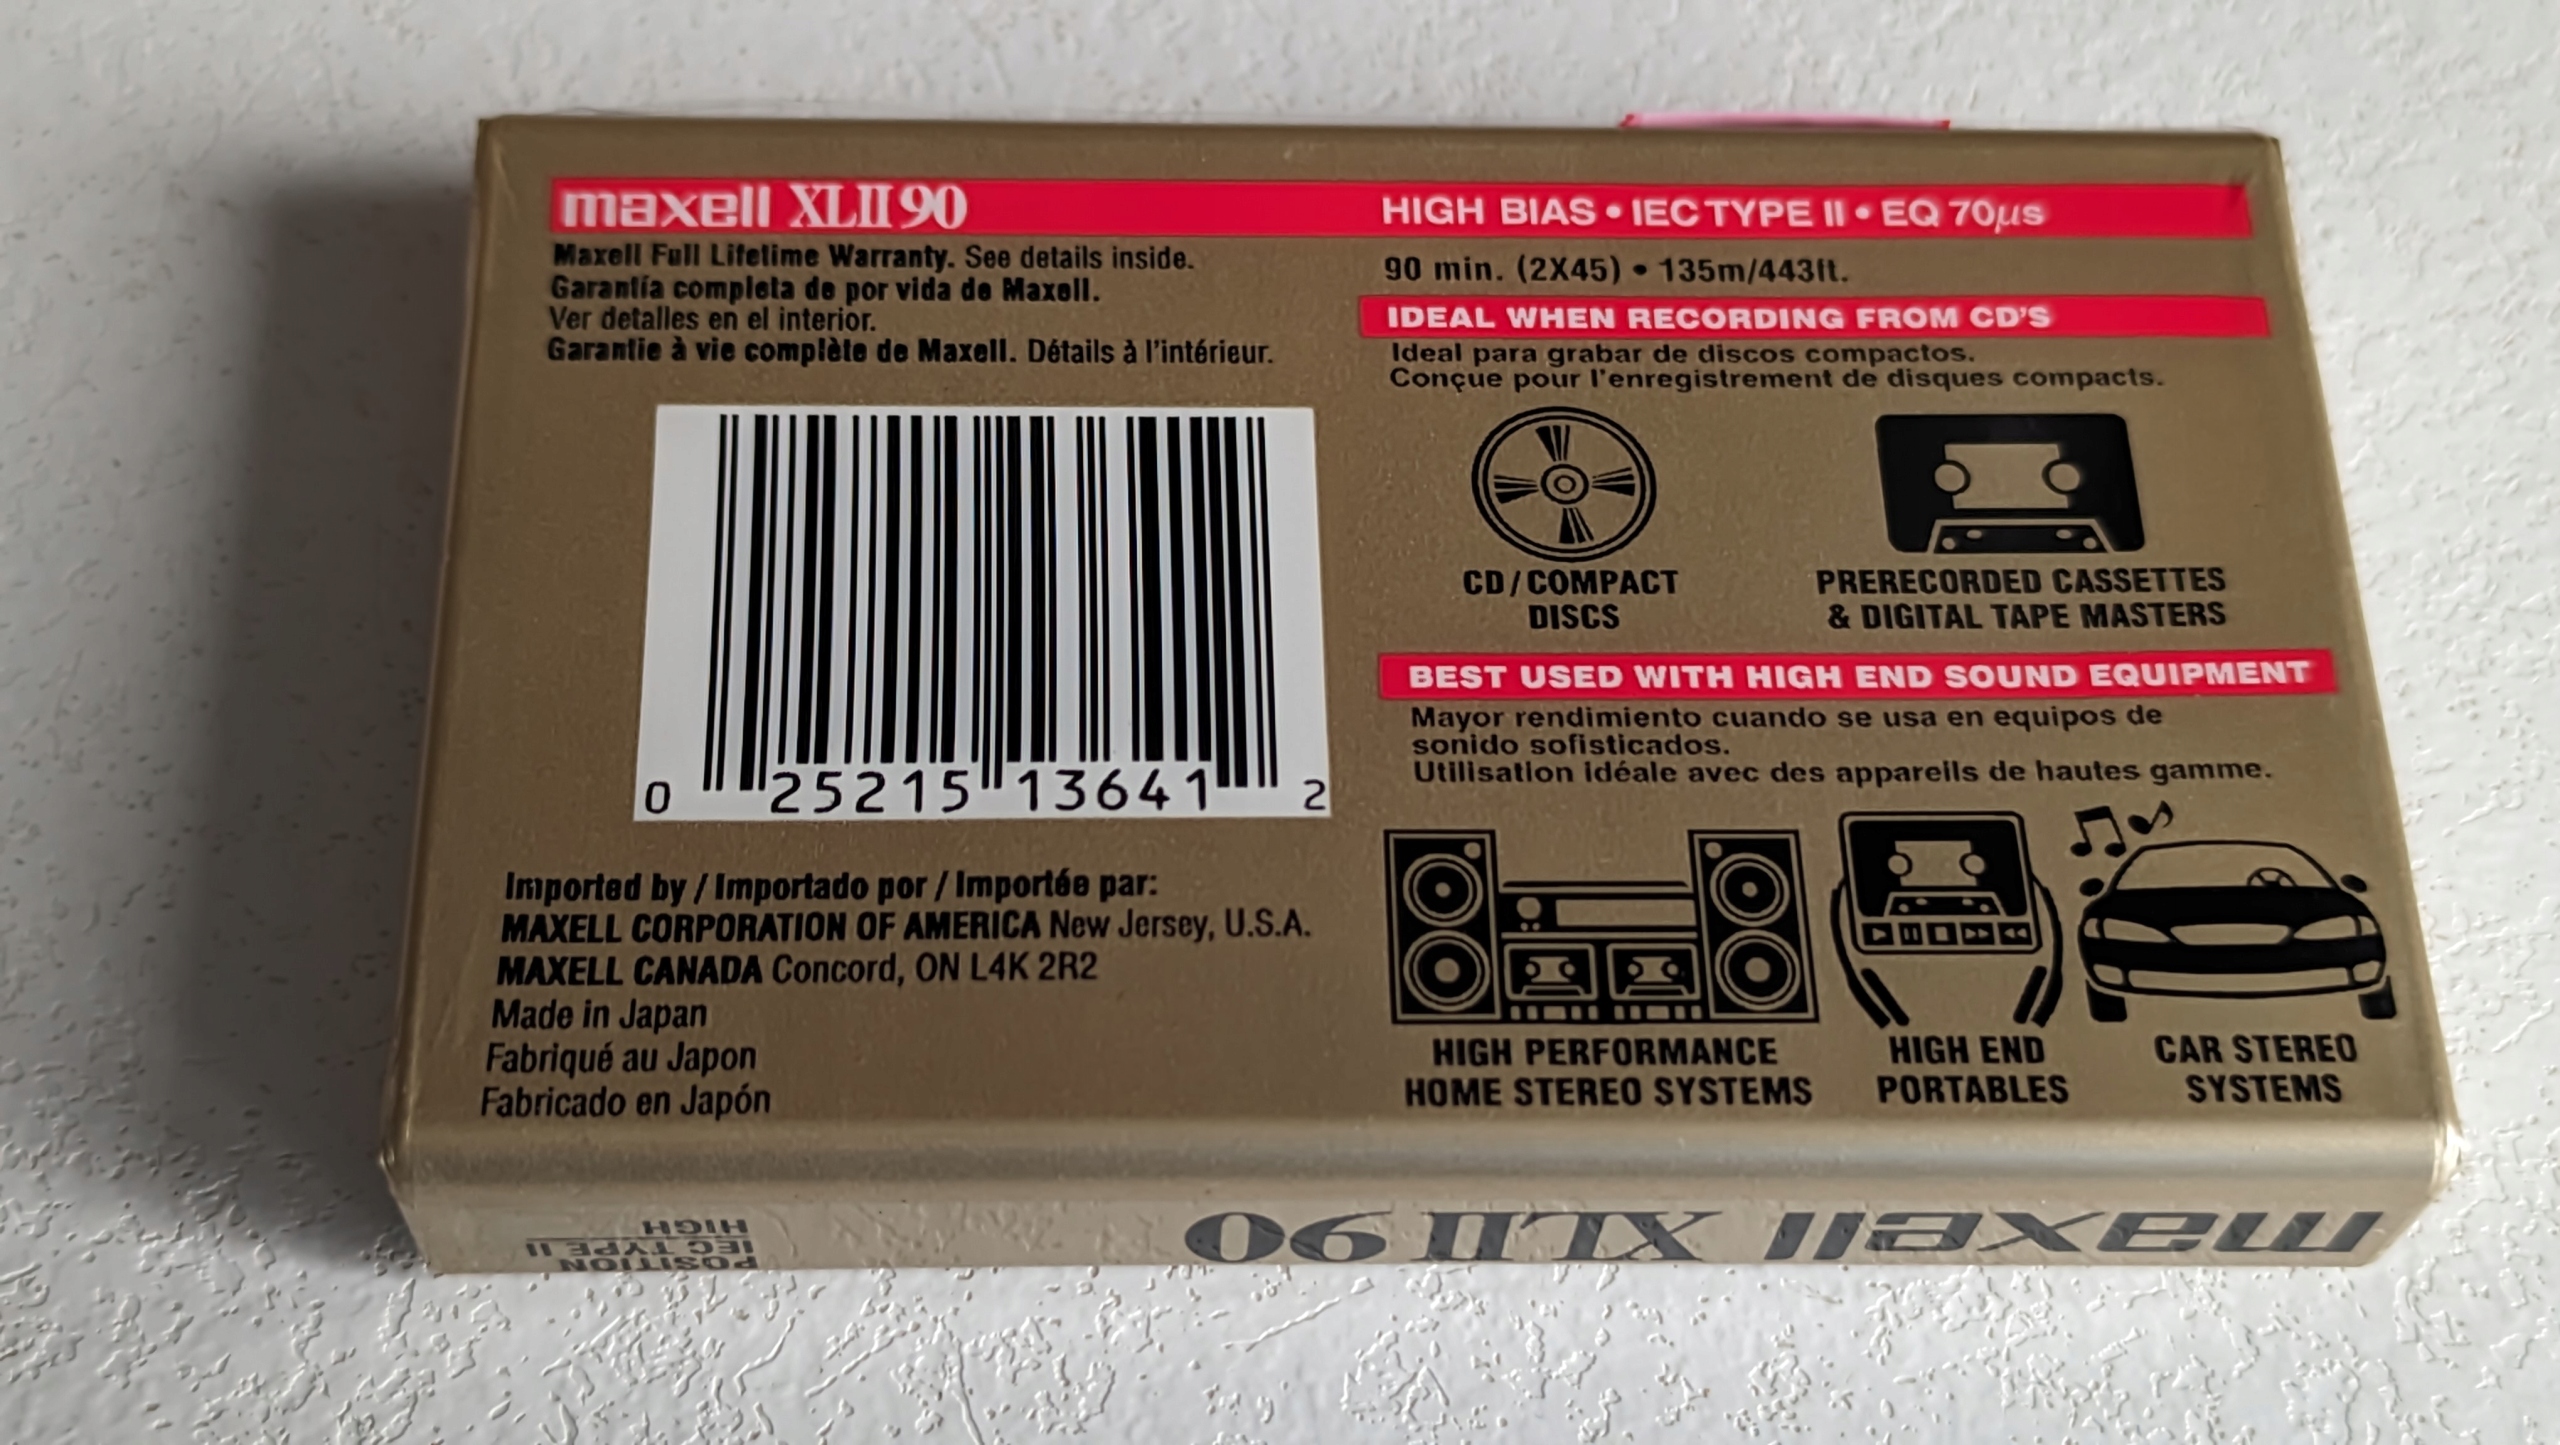 maxell XLII 90
HIGH BIAS • IEC TYPE II • EQ 70µs
Maxell Full Lifetime Warranty. See details inside.
Garantía completa de por vida de Maxell.
Ver detalles en el interior.
Garantie à vie complète de Maxell. Détails à l'intérieur.
90 min. (2X45) • 135m/443ft.
IDEAL WHEN RECORDING FROM CD'S
Ideal para grabar de discos compactos.
Conçue pour l'enregistrement de disques compacts.
CD/COMPACT
DISCS
PRERECORDED CASSETTES
& DIGITAL TAPE MASTERS
0 25215 13641 2
BEST USED WITH HIGH END SOUND EQUIPMENT
Mayor rendimiento cuando se usa en equipos de
sonido sofisticados.
Utilisation idéale avec des appareils de hautes gamme.
HIGH PERFORMANCE
HOME STEREO SYSTEMS
HIGH END
PORTABLES
CAR STEREO
SYSTEMS
Imported by / Importado por / Importée par:
MAXELL CORPORATION OF AMERICA New Jersey, U.S.A.
MAXELL CANADA Concord, ON L4K 2R2
Made in Japan
Fabriqué au Japon
Fabricado en Japón
maxell XLII 90
POSITION
IEC TYPE II
HIGH